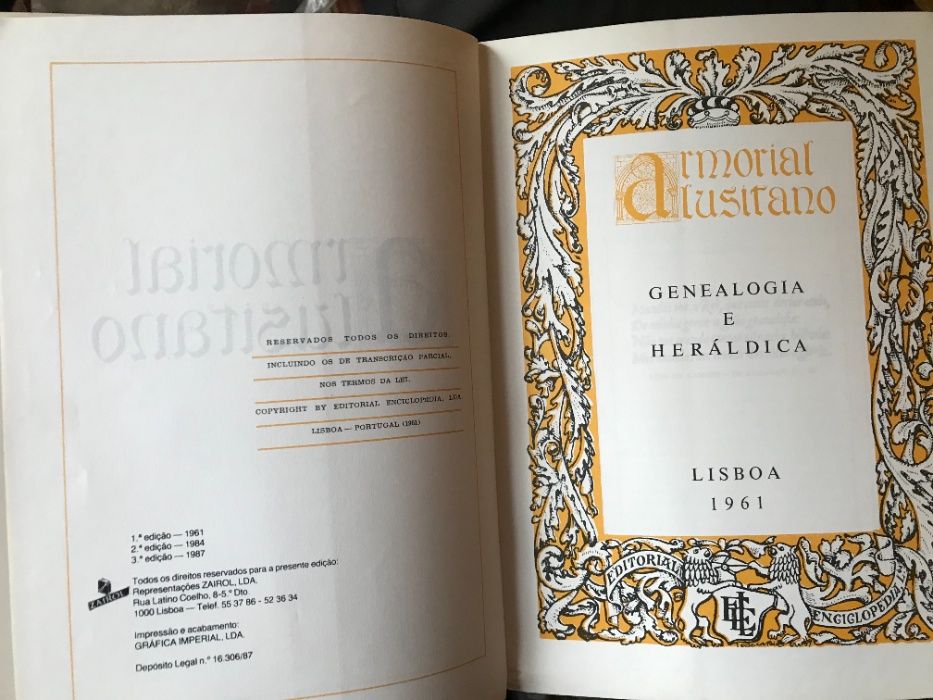 RESERVADOS TODOS OS DIREITOS,
INCLUINDO OS DE TRANSCRIÇÃO PARCIAL,
NOS TERMOS DA LEI.
COPYRIGHT BY EDITORIAL ENCICLOPÉDIA, LDA
LISBOA — PORTUGAL (1961)
1.ª edição — 1961
2.ª edição — 1984
3.ª edição — 1987
ZAIROL
Todos os direitos reservados para a presente edição:
Representações ZAIROL, LDA.
Rua Latino Coelho, 8-5.º Dto.
1000 Lisboa — Telef. 55 37 86 - 52 36 34
Impressão e acabamento:
GRÁFICA IMPERIAL, LDA.
Depósito Legal n.º 16.306/87
Armorial
lusitano
GENEALOGIA
E
HERÁLDICA
LISBOA
1961
EDITORIAL
ENCICLOPÉDIA